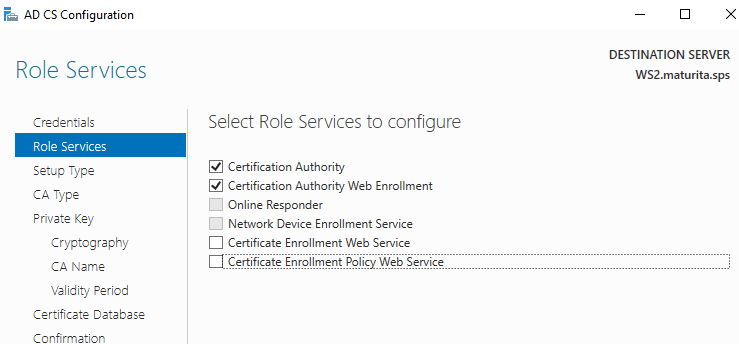 AD CS Configuration
DESTINATION SERVER
WS2.maturita.sps
Role Services
Credentials
Role Services
Setup Type
CA Type
Private Key
Cryptography
CA Name
Validity Period
Certificate Database
Confirmation
Select Role Services to configure
Certification Authority
Certification Authority Web Enrollment
Online Responder
Network Device Enrollment Service
Certificate Enrollment Web Service
Certificate Enrollment Policy Web Service